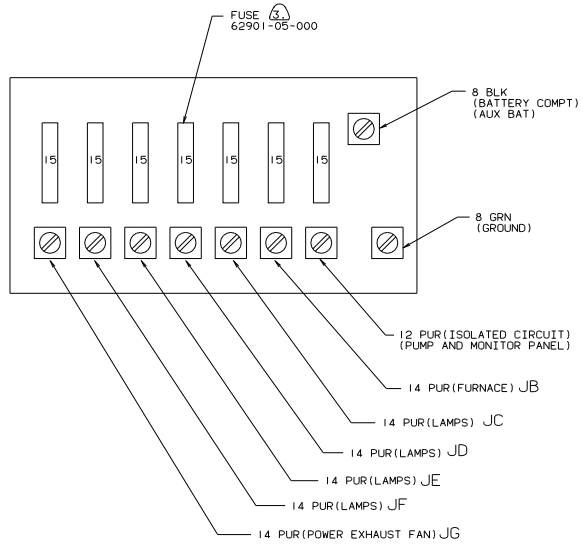 FUSE 3.
62901-05-000
8 BLK
(BATTERY COMPT)
(AUX BAT)
15 15 15 15 15 15 15
8 GRN
(GROUND)
12 PUR(ISOLATED CIRCUIT)
(PUMP AND MONITOR PANEL)
14 PUR(FURNACE) JB
14 PUR(LAMPS) JC
14 PUR(LAMPS) JD
14 PUR(LAMPS) JE
14 PUR(LAMPS) JF
14 PUR(POWER EXHAUST FAN) JG